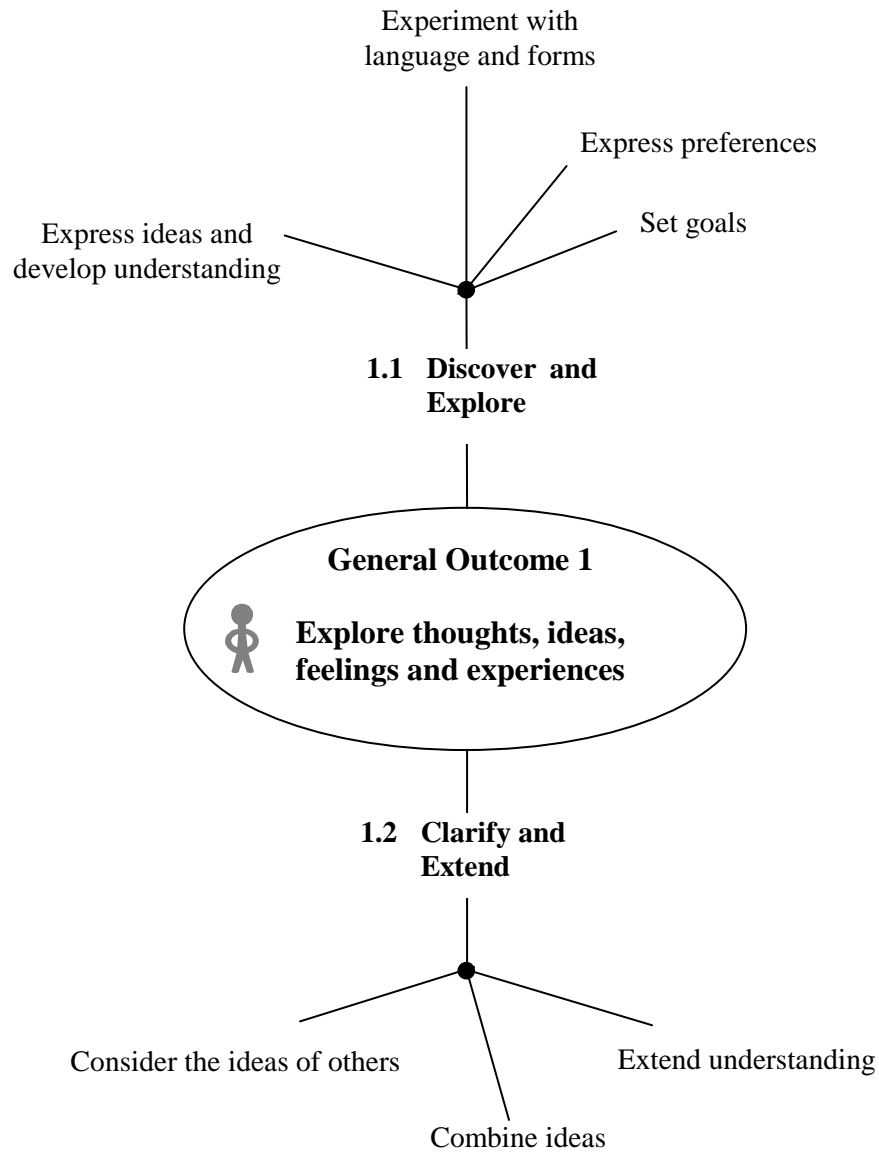 Experiment with
language and forms
Express preferences
Set goals
Express ideas and
develop understanding
1.1 Discover and
Explore
General Outcome 1
Explore thoughts, ideas,
feelings and experiences
1.2 Clarify and
Extend
Consider the ideas of others
Extend understanding
Combine ideas